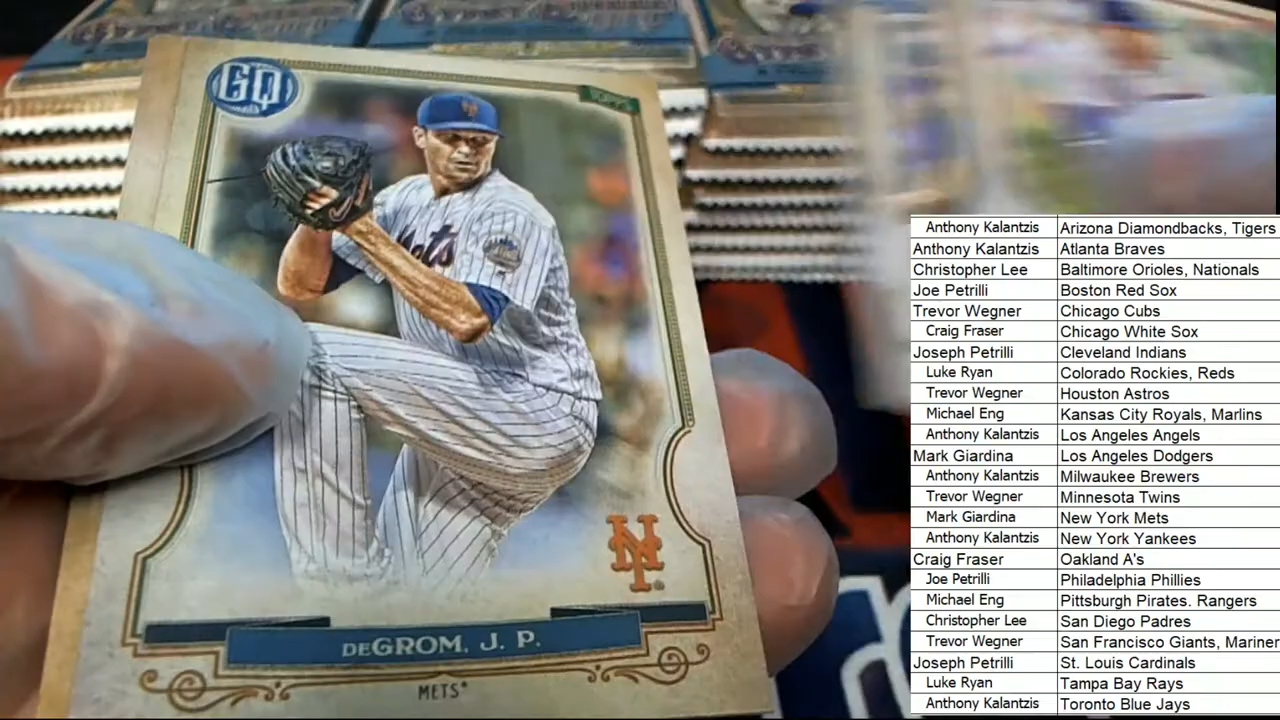 GQ
TOPPS
Mets
NY
deGROM, J. P.
METS*
Anthony Kalantzis Arizona Diamondbacks, Tigers
Anthony Kalantzis Atlanta Braves
Christopher Lee Baltimore Orioles, Nationals
Joe Petrilli Boston Red Sox
Trevor Wegner Chicago Cubs
Craig Fraser Chicago White Sox
Joseph Petrilli Cleveland Indians
Luke Ryan Colorado Rockies, Reds
Trevor Wegner Houston Astros
Michael Eng Kansas City Royals, Marlins
Anthony Kalantzis Los Angeles Angels
Mark Giardina Los Angeles Dodgers
Anthony Kalantzis Milwaukee Brewers
Trevor Wegner Minnesota Twins
Mark Giardina New York Mets
Anthony Kalantzis New York Yankees
Craig Fraser Oakland A's
Joe Petrilli Philadelphia Phillies
Michael Eng Pittsburgh Pirates. Rangers
Christopher Lee San Diego Padres
Trevor Wegner San Francisco Giants, Mariner
Joseph Petrilli St. Louis Cardinals
Luke Ryan Tampa Bay Rays
Anthony Kalantzis Toronto Blue Jays